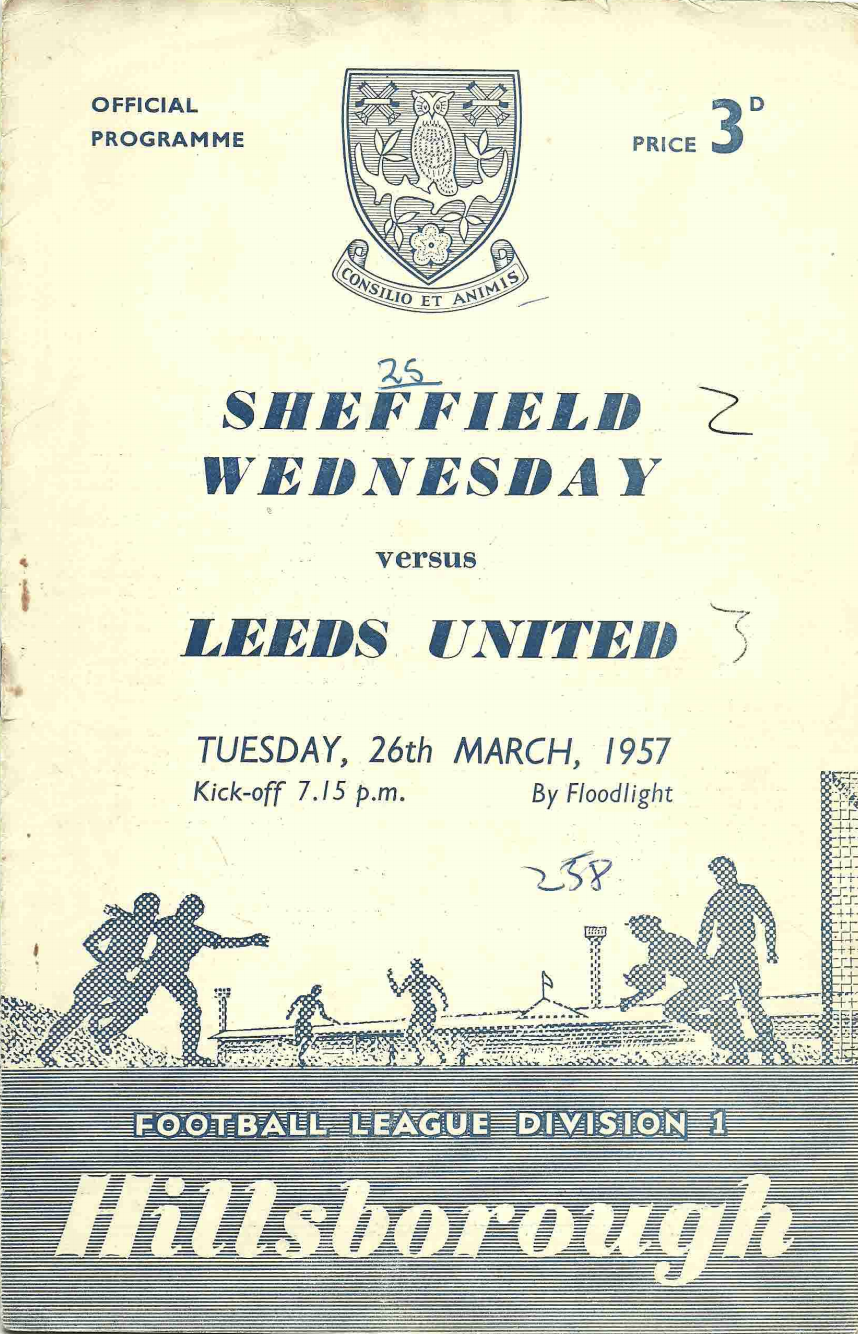 OFFICIAL
PROGRAMME
PRICE 3D
CONSILIO ET ANIMIS
25
SHEFFIELD 2
WEDNESDAY
versus
LEEDS UNITED 3
TUESDAY, 26th MARCH, 1957
Kick-off 7.15 p.m. By Floodlight
258
FOOTBALL LEAGUE DIVISION 1
Hillsborough